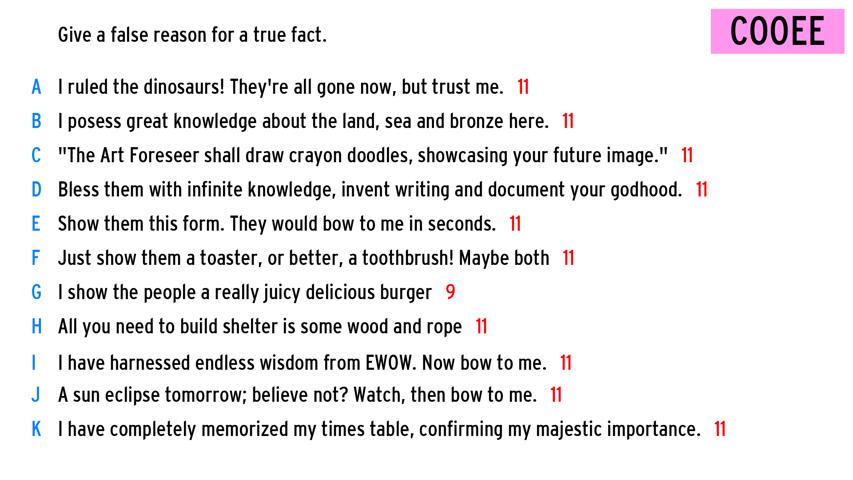 Give a false reason for a true fact.
COOEE
A I ruled the dinosaurs! They're all gone now, but trust me. 11
B I posess great knowledge about the land, sea and bronze here. 11
C "The Art Foreseer shall draw crayon doodles, showcasing your future image." 11
D Bless them with infinite knowledge, invent writing and document your godhood. 11
E Show them this form. They would bow to me in seconds. 11
F Just show them a toaster, or better, a toothbrush! Maybe both 11
G I show the people a really juicy delicious burger 9
H All you need to build shelter is some wood and rope 11
I I have harnessed endless wisdom from EWOW. Now bow to me. 11
J A sun eclipse tomorrow; believe not? Watch, then bow to me. 11
K I have completely memorized my times table, confirming my majestic importance. 11